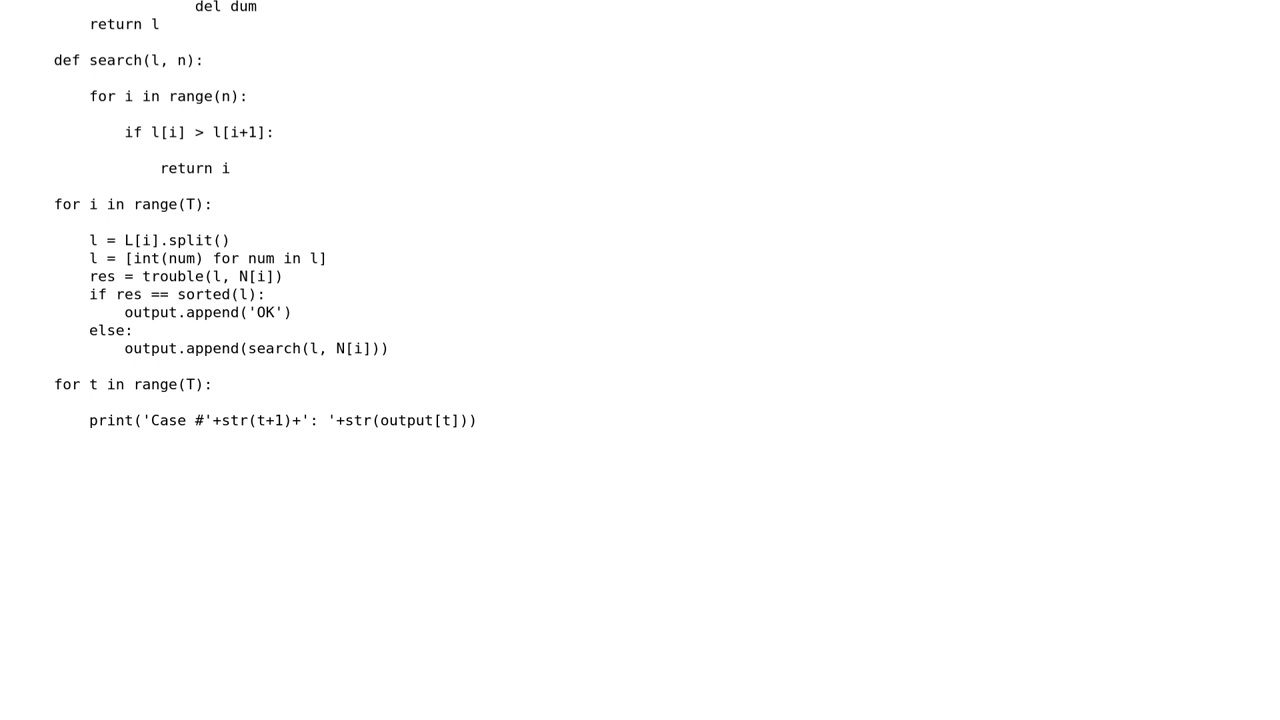 del dum
    return l
def search(l, n):
    for i in range(n):
        if l[i] > l[i+1]:
            return i
for i in range(T):
    l = L[i].split()
    l = [int(num) for num in l]
    res = trouble(l, N[i])
    if res == sorted(l):
        output.append('OK')
    else:
        output.append(search(l, N[i]))
for t in range(T):
    print('Case #'+str(t+1)+': '+str(output[t]))